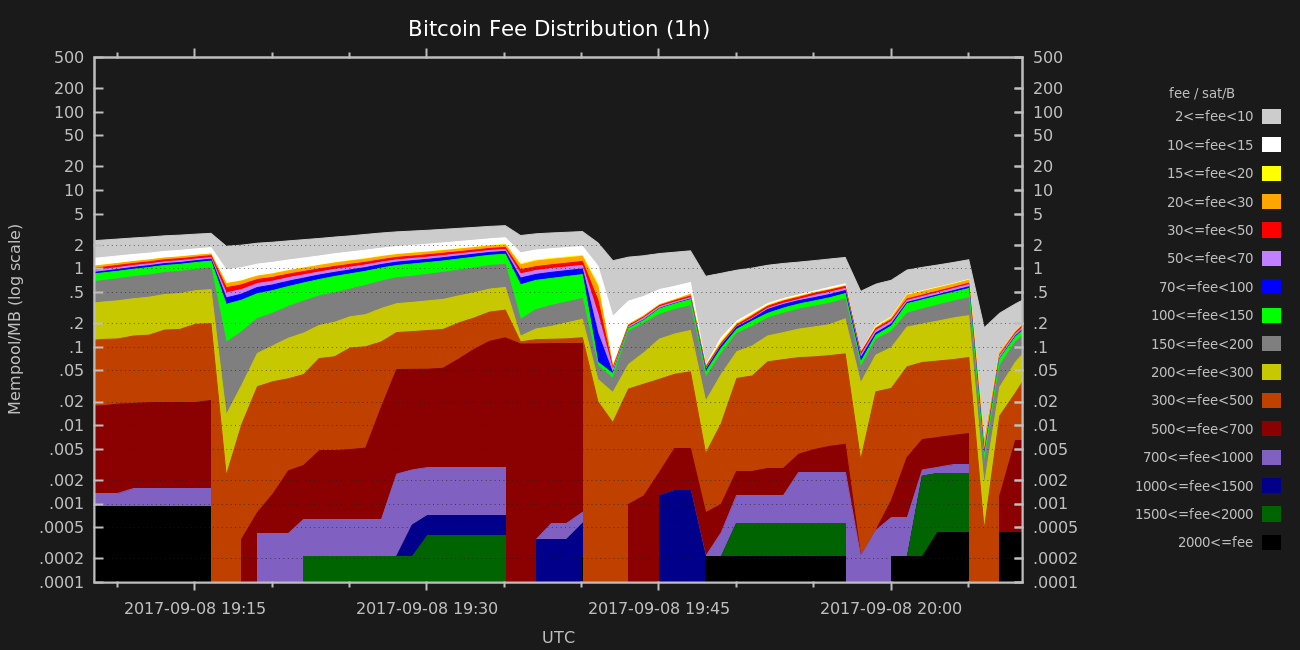 Bitcoin Fee Distribution (1h)
500 500
200 200
100 100
50 50
20 20
10 10
5 5
2 2
1 1
.5 .5
.2 .2
.1 .1
.05 .05
.02 .02
.01 .01
.005 .005
.002 .002
.001 .001
.0005 .0005
.0002 .0002
.0001 .0001
Mempool/MB (log scale)
2017-09-08 19:15 2017-09-08 19:30 2017-09-08 19:45 2017-09-08 20:00
UTC
fee / sat/B
2<=fee<10
10<=fee<15
15<=fee<20
20<=fee<30
30<=fee<50
50<=fee<70
70<=fee<100
100<=fee<150
150<=fee<200
200<=fee<300
300<=fee<500
500<=fee<700
700<=fee<1000
1000<=fee<1500
1500<=fee<2000
2000<=fee